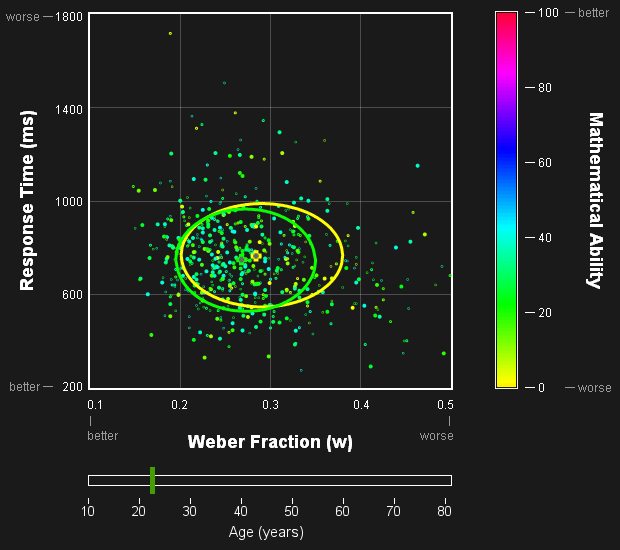 worse
1800
1400
1000
600
200
better
Response Time (ms)
0.1
0.2
0.3
0.4
0.5
better
worse
Weber Fraction (w)
10
20
30
40
50
60
70
80
Age (years)
100
better
80
60
40
20
0
worse
Mathematical Ability